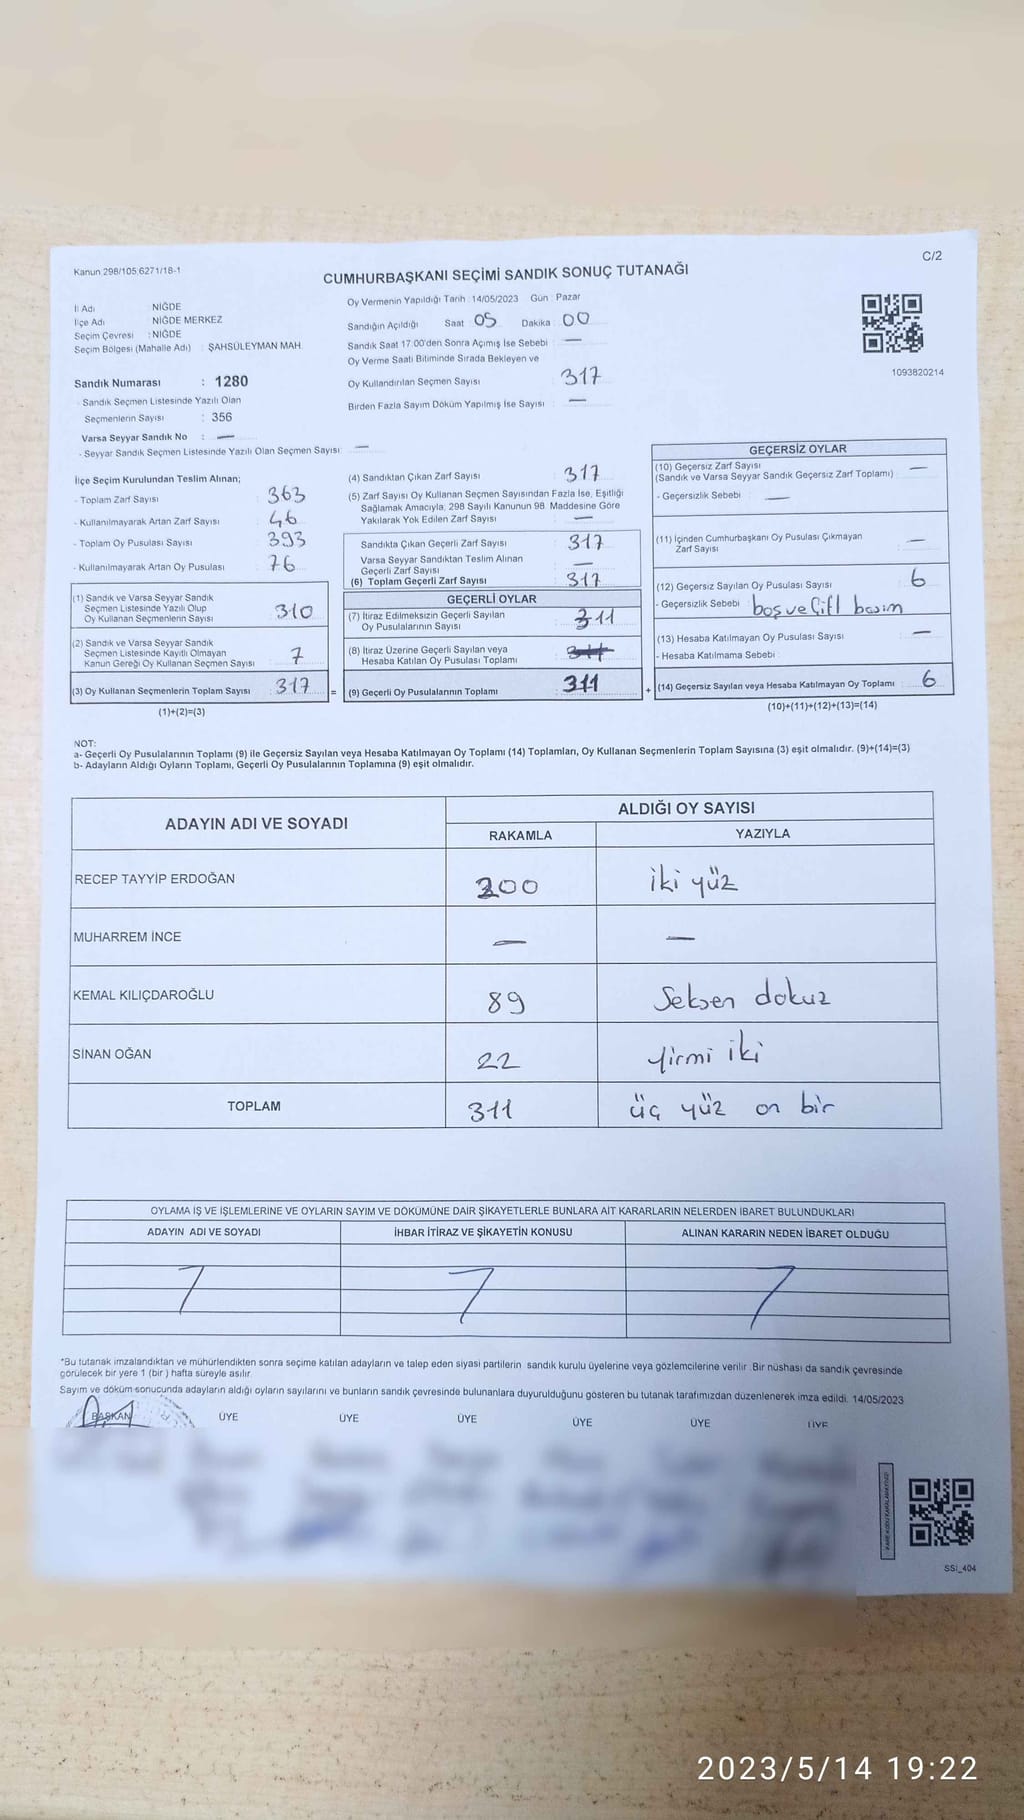 Kanun 298/105;6271/18-1
C/2
CUMHURBAŞKANI SEÇİMİ SANDIK SONUÇ TUTANAĞI
İl Adı : NİĞDE
İlçe Adı : NİĞDE MERKEZ
Seçim Çevresi : NİĞDE
Seçim Bölgesi (Mahalle Adı) : ŞAHSÜLEYMAN MAH.
Sandık Numarası : 1280
- Sandık Seçmen Listesinde Yazılı Olan
Seçmenlerin Sayısı : 356
Varsa Seyyar Sandık No : —
- Seyyar Sandık Seçmen Listesinde Yazılı Olan Seçmen Sayısı: —
Oy Vermenin Yapıldığı Tarih : 14/05/2023 Gün : Pazar
Sandığın Açıldığı Saat 05 Dakika : 00
Sandık Saat 17.00'den Sonra Açımış İse Sebebi : —
Oy Verme Saati Bitiminde Sırada Bekleyen ve
Oy Kullandırılan Seçmen Sayısı : 317
Birden Fazla Sayım Döküm Yapılmış İse Sayısı : —
1093820214
İlçe Seçim Kurulundan Teslim Alınan;
- Toplam Zarf Sayısı : 363
- Kullanılmayarak Artan Zarf Sayısı : 46
- Toplam Oy Pusulası Sayısı : 393
- Kullanılmayarak Artan Oy Pusulası : 76
(1) Sandık ve Varsa Seyyar Sandık
Seçmen Listesinde Yazılı Olup
Oy Kullanan Seçmenlerin Sayısı : 310
(2) Sandık ve Varsa Seyyar Sandık
Seçmen Listesinde Kayıtlı Olmayan
Kanun Gereği Oy Kullanan Seçmen Sayısı : 7
(3) Oy Kullanan Seçmenlerin Toplam Sayısı : 317
(1)+(2)=(3)
(4) Sandıktan Çıkan Zarf Sayısı : 317
(5) Zarf Sayısı Oy Kullanan Seçmen Sayısından Fazla İse, Eşitliği
Sağlamak Amacıyla; 298 Sayılı Kanunun 98. Maddesine Göre
Yakılarak Yok Edilen Zarf Sayısı : —
Sandıkta Çıkan Geçerli Zarf Sayısı : 317
Varsa Seyyar Sandıktan Teslim Alınan
Geçerli Zarf Sayısı : —
(6) Toplam Geçerli Zarf Sayısı : 317
GEÇERLİ OYLAR
(7) İtiraz Edilmeksizin Geçerli Sayılan
Oy Pusulalarının Sayısı : 311
(8) İtiraz Üzerine Geçerli Sayılan veya
Hesaba Katılan Oy Pusulası Toplamı :
= (9) Geçerli Oy Pusulalarının Toplamı : 311
GEÇERSİZ OYLAR
(10) Geçersiz Zarf Sayısı
(Sandık ve Varsa Seyyar Sandık Geçersiz Zarf Toplamı) : —
- Geçersizlik Sebebi : —
(11) İçinden Cumhurbaşkanı Oy Pusulası Çıkmayan
Zarf Sayısı : —
(12) Geçersiz Sayılan Oy Pusulası Sayısı : 6
- Geçersizlik Sebebi : boş ve Çift basım
(13) Hesaba Katılmayan Oy Pusulası Sayısı : —
- Hesaba Katılmama Sebebi :
+ (14) Geçersiz Sayılan veya Hesaba Katılmayan Oy Toplamı : 6
(10)+(11)+(12)+(13)=(14)
NOT:
a- Geçerli Oy Pusulalarının Toplamı (9) ile Geçersiz Sayılan veya Hesaba Katılmayan Oy Toplamı (14) Toplamları, Oy Kullanan Seçmenlerin Toplam Sayısına (3) eşit olmalıdır. (9)+(14)=(3)
b- Adayların Aldığı Oyların Toplamı, Geçerli Oy Pusulalarının Toplamına (9) eşit olmalıdır.
ADAYIN ADI VE SOYADI
ALDIĞI OY SAYISI
RAKAMLA YAZIYLA
RECEP TAYYİP ERDOĞAN 200 iki yüz
MUHARREM İNCE — —
KEMAL KILIÇDAROĞLU 89 Seksen dokuz
SİNAN OĞAN 22 Yirmi iki
TOPLAM 311 üç yüz on bir
OYLAMA İŞ VE İŞLEMLERİNE VE OYLARIN SAYIM VE DÖKÜMÜNE DAİR ŞİKAYETLERLE BUNLARA AİT KARARLARIN NELERDEN İBARET BULUNDUKLARI
ADAYIN ADI VE SOYADI İHBAR İTİRAZ VE ŞİKAYETİN KONUSU ALINAN KARARIN NEDEN İBARET OLDUĞU
*Bu tutanak imzalandıktan ve mühürlendikten sonra seçime katılan adayların ve talep eden siyasi partilerin sandık kurulu üyelerine veya gözlemcilerine verilir. Bir nüshası da sandık çevresinde
görülecek bir yere 1 (bir ) hafta süreyle asılır.
Sayım ve döküm sonucunda adayların aldığı oyların sayılarını ve bunların sandık çevresinde bulunanlara duyurulduğunu gösteren bu tutanak tarafımızdan düzenlenerek imza edildi. 14/05/2023
BAŞKAN ÜYE ÜYE ÜYE ÜYE ÜYE ÜYE
SSİ_404
2023/5/14 19:22